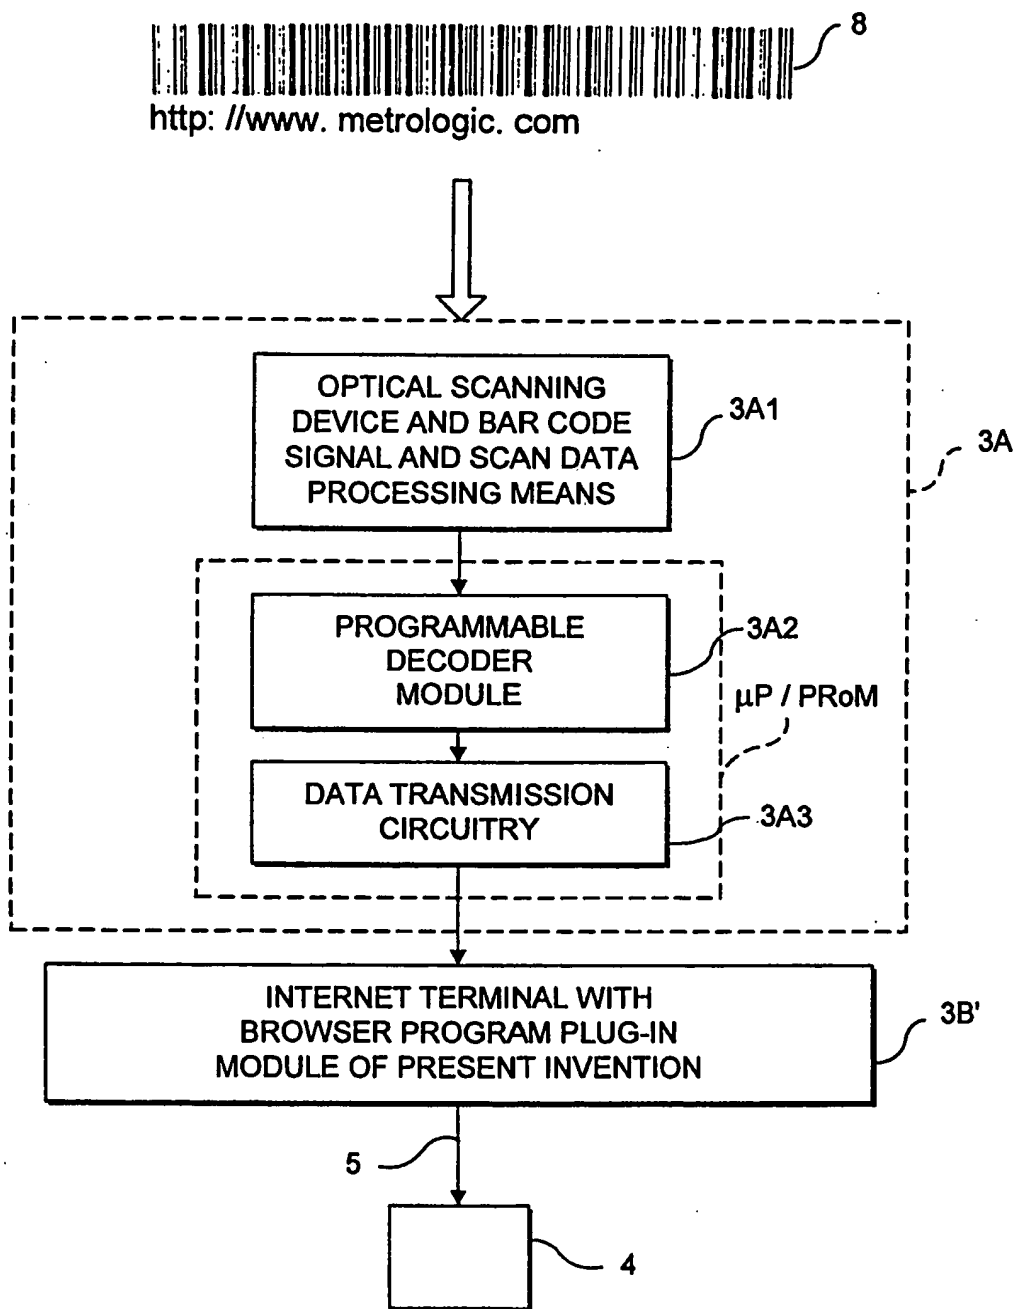 8
http: //www. metrologic. com
OPTICAL SCANNING
DEVICE AND BAR CODE
SIGNAL AND SCAN DATA
PROCESSING MEANS
3A1
3A
PROGRAMMABLE
DECODER
MODULE
3A2
µP / PRoM
DATA TRANSMISSION
CIRCUITRY
3A3
INTERNET TERMINAL WITH
BROWSER PROGRAM PLUG-IN
MODULE OF PRESENT INVENTION
3B'
5
4